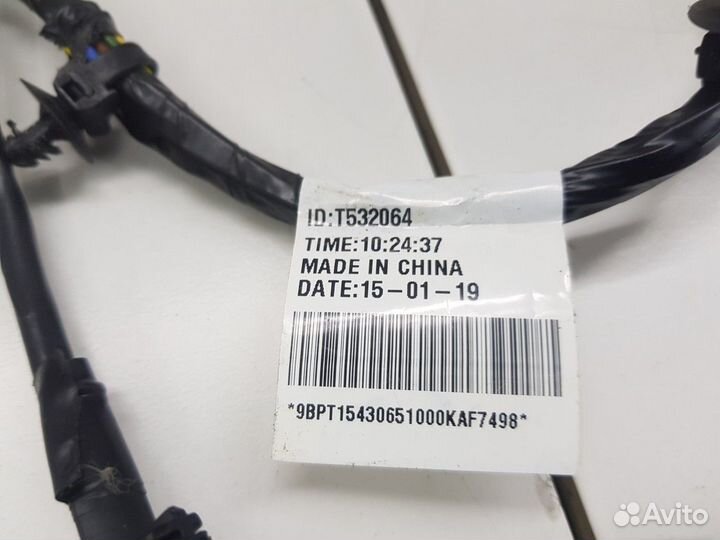 ID:T532064
TIME:10:24:37
MADE IN CHINA
DATE:15-01-19
*9BPT15430651000KAF7498*
Avito